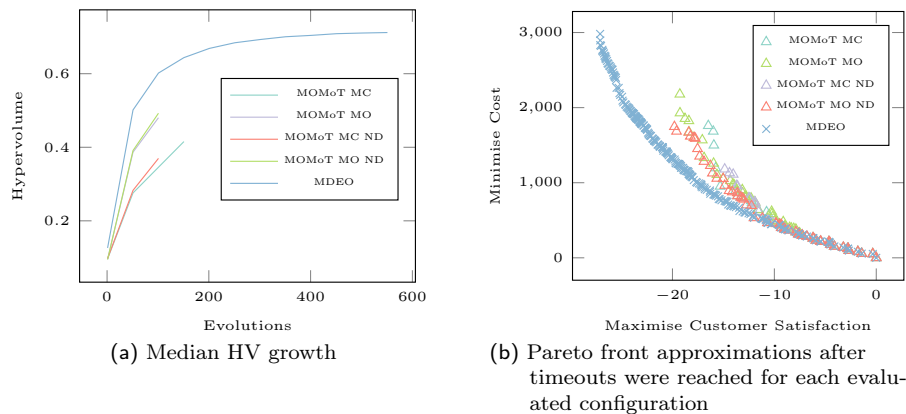 Hypervolume
0.6
0.4
0.2
0
200
400
600
Evolutions
MOMoT MC
MOMoT MO
MOMoT MC ND
MOMoT MO ND
MDEO
(a) Median HV growth
Minimise Cost
3,000
2,000
1,000
0
−20
−10
0
Maximise Customer Satisfaction
MOMoT MC
MOMoT MO
MOMoT MC ND
MOMoT MO ND
MDEO
(b) Pareto front approximations after
timeouts were reached for each evalu-
ated configuration